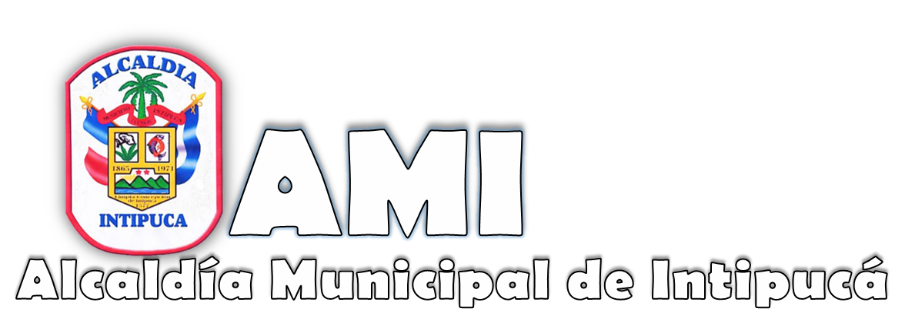 ALCALDIA
1865 1971
INTIPUCA
AMI
Alcaldía Municipal de Intipucá